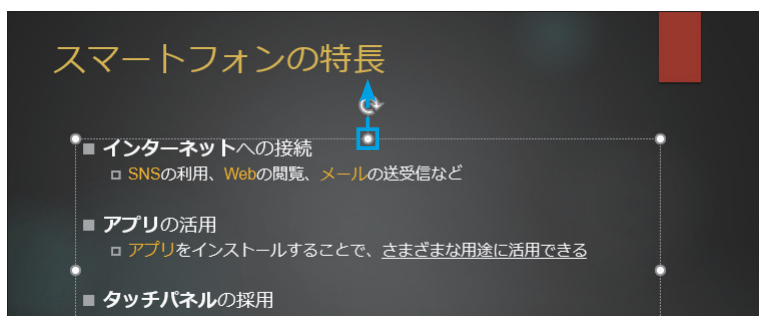 スマートフォンの特長
■ インターネットへの接続
□ SNSの利用、Webの閲覧、メールの送受信など
■ アプリの活用
□ アプリをインストールすることで、さまざまな用途に活用できる
■ タッチパネルの採用